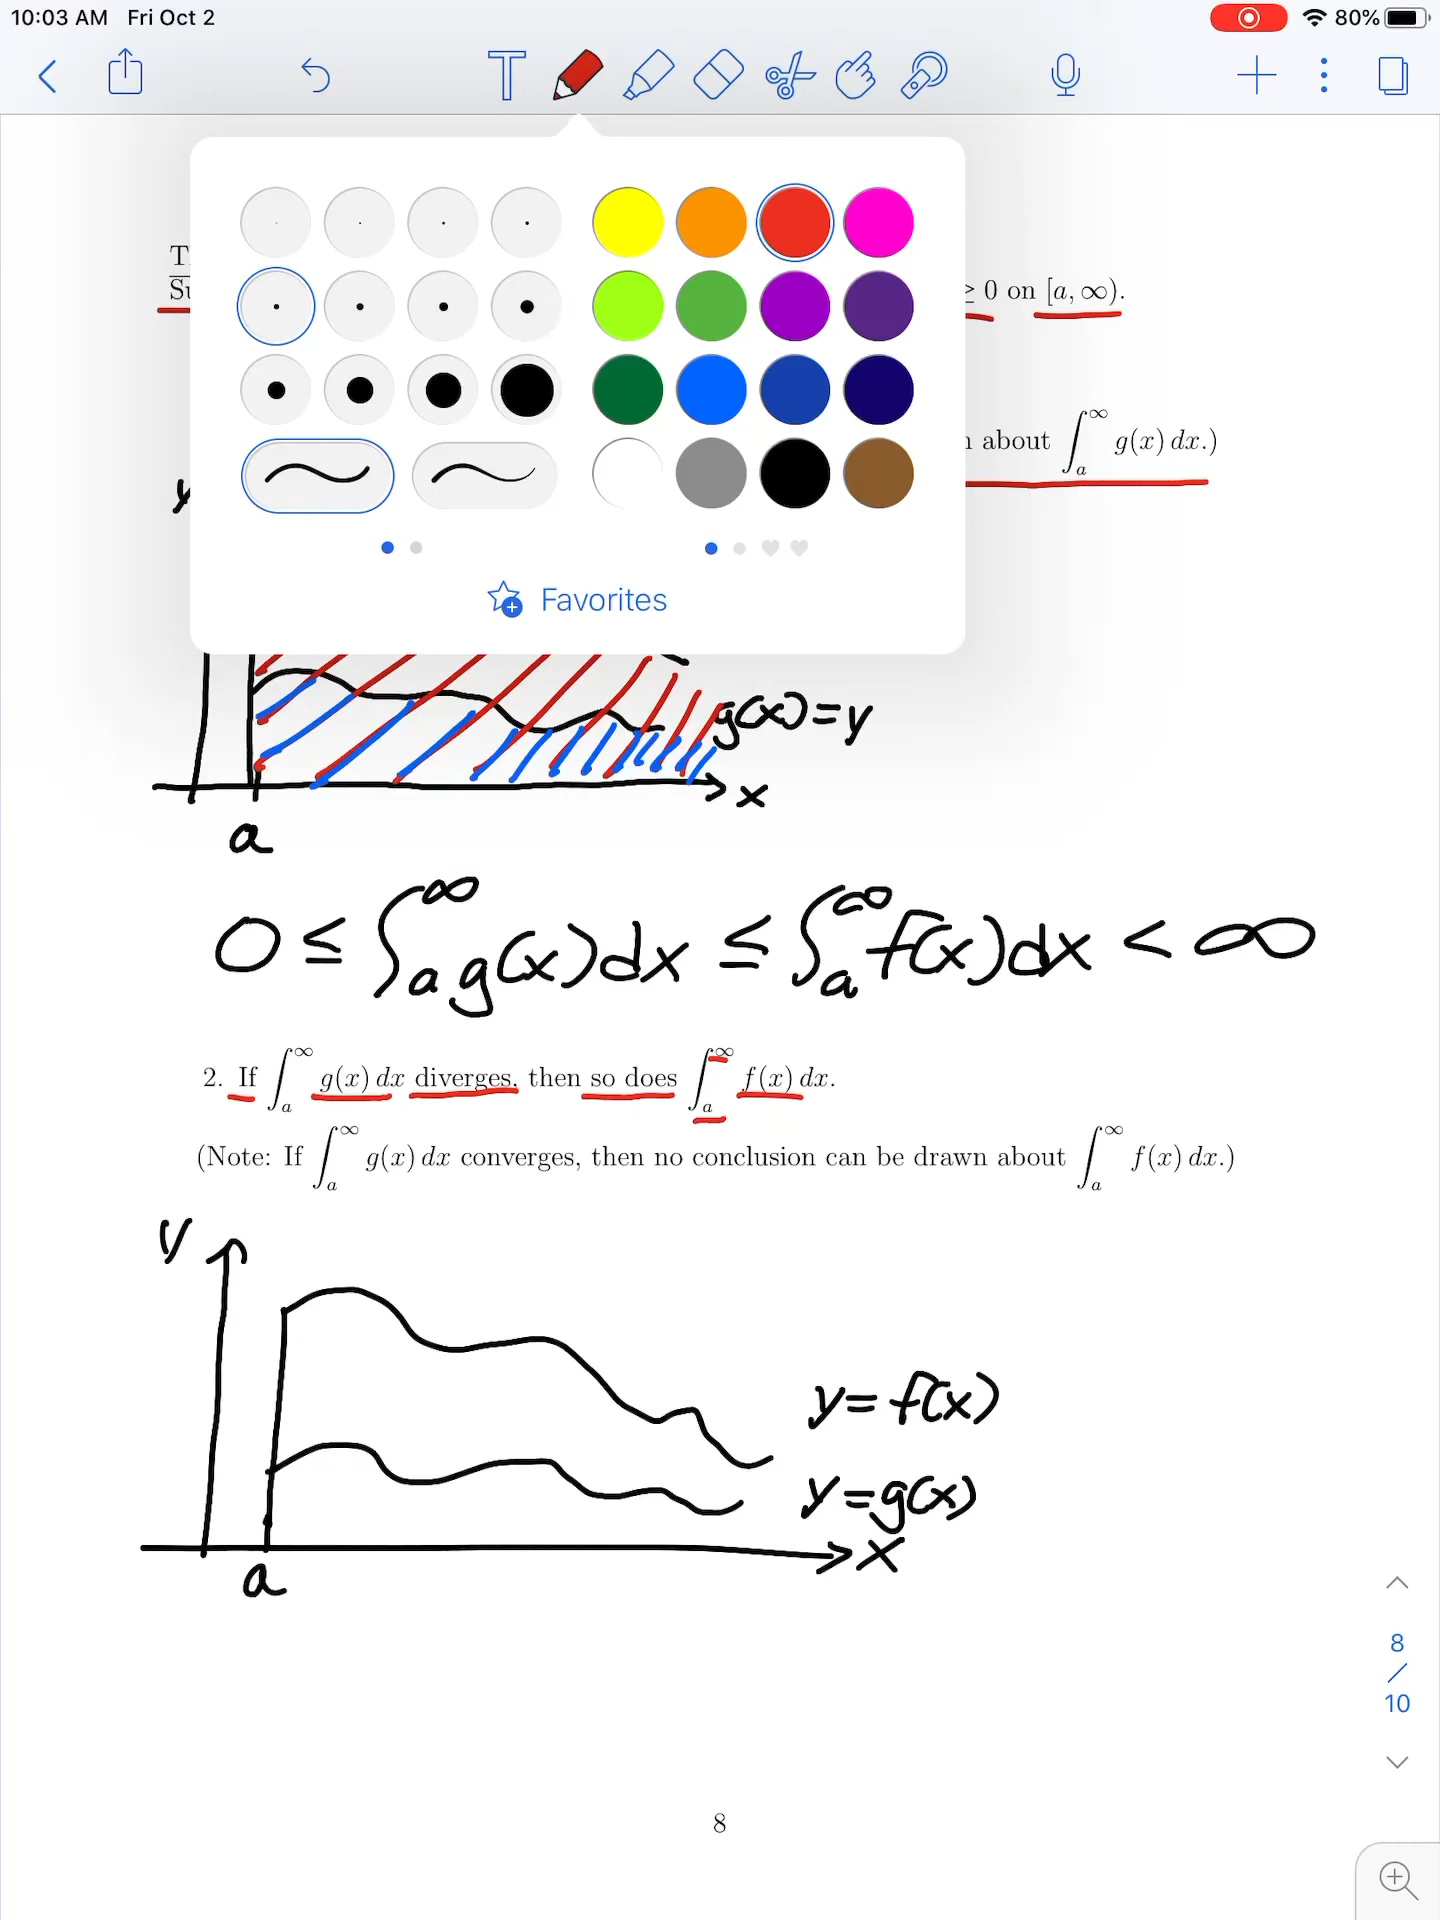 10:03 AM Fri Oct 2 80%
T
Su ≥ 0 on [a, ∞).
about ∫_a^∞ g(x) dx.)
y
Favorites
g(x)=y
x
a
0 ≤ ∫_a^∞ g(x)dx ≤ ∫_a^∞ f(x)dx < ∞
2. If ∫_a^∞ g(x) dx diverges, then so does ∫_a^∞ f(x) dx.
(Note: If ∫_a^∞ g(x) dx converges, then no conclusion can be drawn about ∫_a^∞ f(x) dx.)
y
y = f(x)
y = g(x)
x
a
8
/
10
8